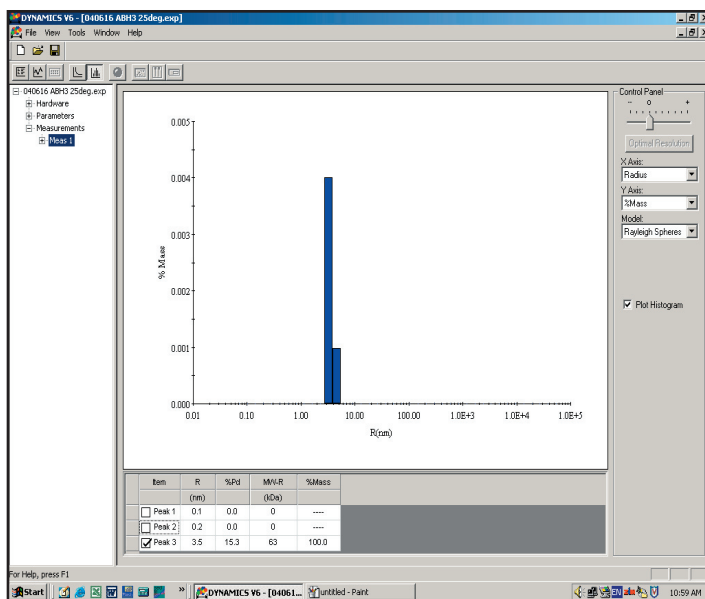 DYNAMICS V6 - [040616 ABH3 25deg.exp]
File View Tools Window Help
040616 ABH3 25deg.exp
Hardware
Parameters
Measurements
Meas 1
0.005
0.004
0.003
0.002
0.001
0.000
% Mass
0.01 0.10 1.00 10.00 100.00 1.0E+3 1.0E+4 1.0E+5
R(nm)
Control Panel
- 0 +
Optimal Resolution
X Axis:
Radius
Y Axis:
%Mass
Model:
Rayleigh Spheres
Plot Histogram
Item R %Pd MW-R %Mass
(nm) (kDa)
Peak 1 0.1 0.0 0 ----
Peak 2 0.2 0.0 0 ----
Peak 3 3.5 15.3 63 100.0
For Help, press F1
Start » DYNAMICS V6 - [04061... untitled - Paint EN 10:59 AM